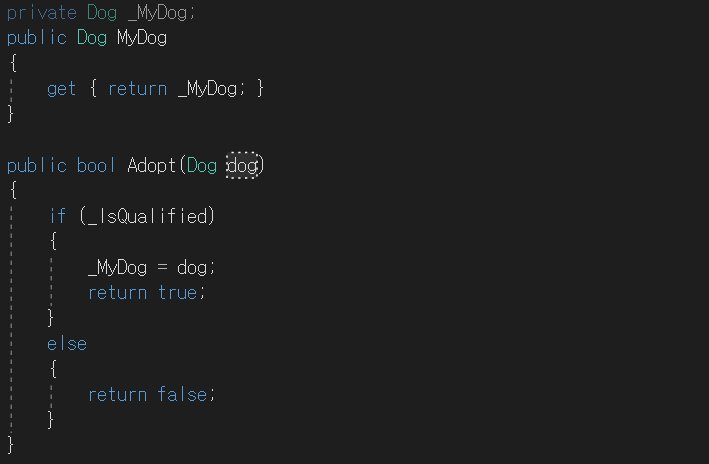 private Dog _MyDog;
public Dog MyDog
{
    get { return _MyDog; }
}

public bool Adopt(Dog dog)
{
    if (_IsQualified)
    {
        _MyDog = dog;
        return true;
    }
    else
    {
        return false;
    }
}